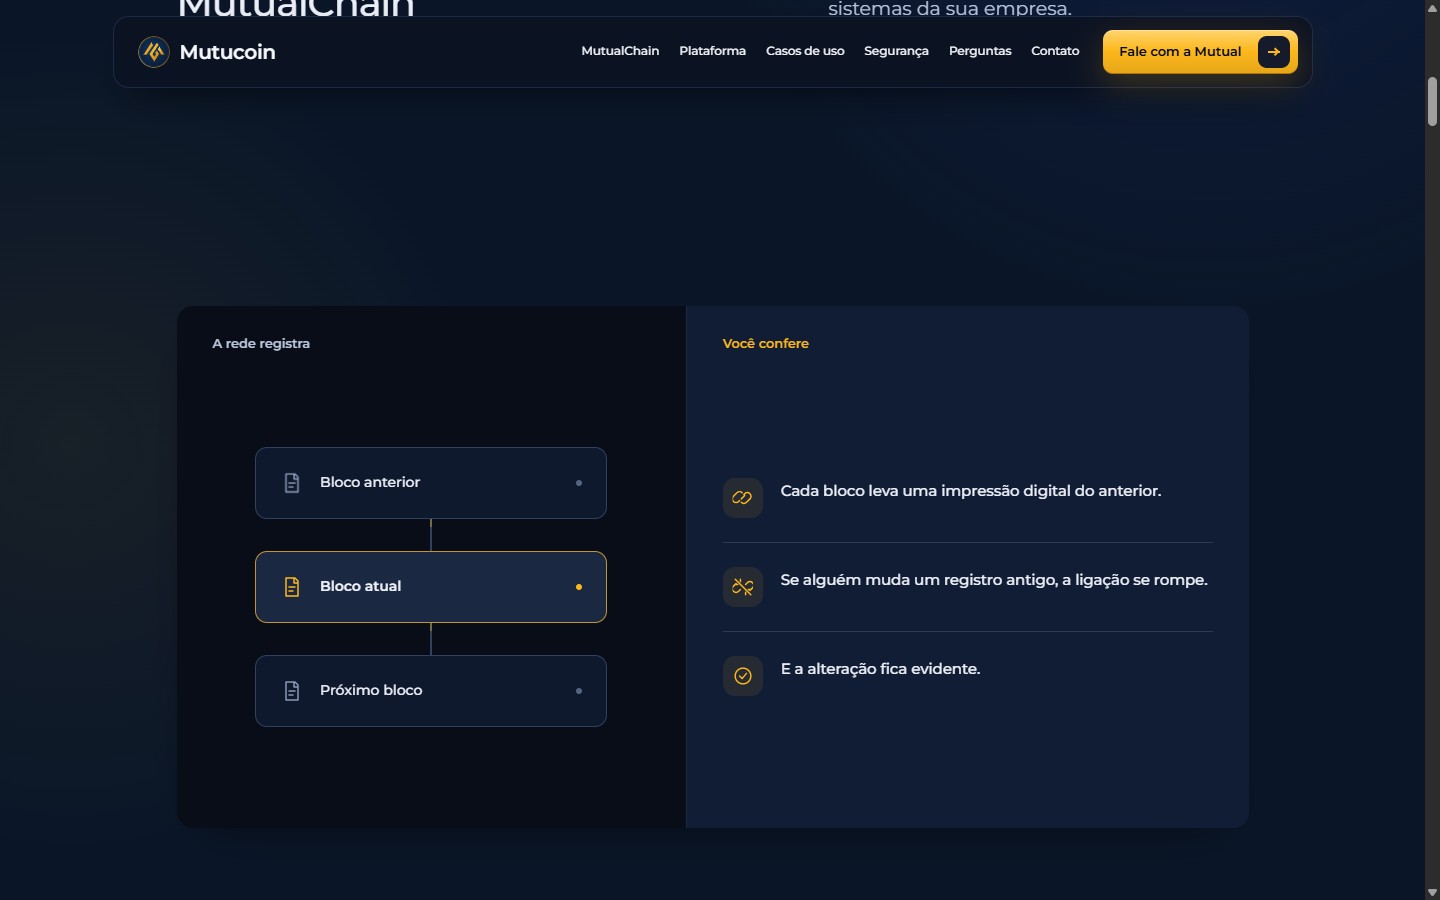 MutualChain
sistemas da sua empresa.
Mutucoin
MutualChain
Plataforma
Casos de uso
Segurança
Perguntas
Contato
Fale com a Mutual
A rede registra
Bloco anterior
Bloco atual
Próximo bloco
Você confere
Cada bloco leva uma impressão digital do anterior.
Se alguém muda um registro antigo, a ligação se rompe.
E a alteração fica evidente.